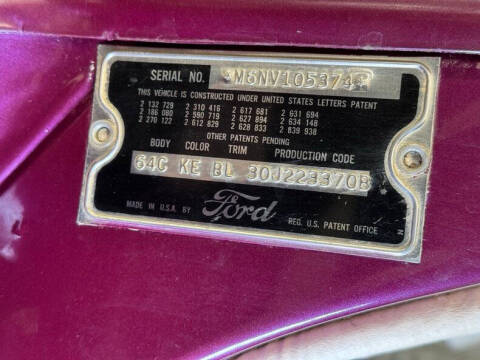 SERIAL NO. M6NV105374
THIS VEHICLE IS CONSTRUCTED UNDER UNITED STATES LETTERS PATENT
2 132 729 2 310 416 2 617 681 2 631 694
2 186 080 2 590 719 2 627 894 2 634 148
2 270 122 2 612 829 2 628 833 2 839 938
OTHER PATENTS PENDING
BODY COLOR TRIM PRODUCTION CODE
64C KE BL 30J223370B
MADE IN U.S.A. BY Ford REG. U.S. PATENT OFFICE
N